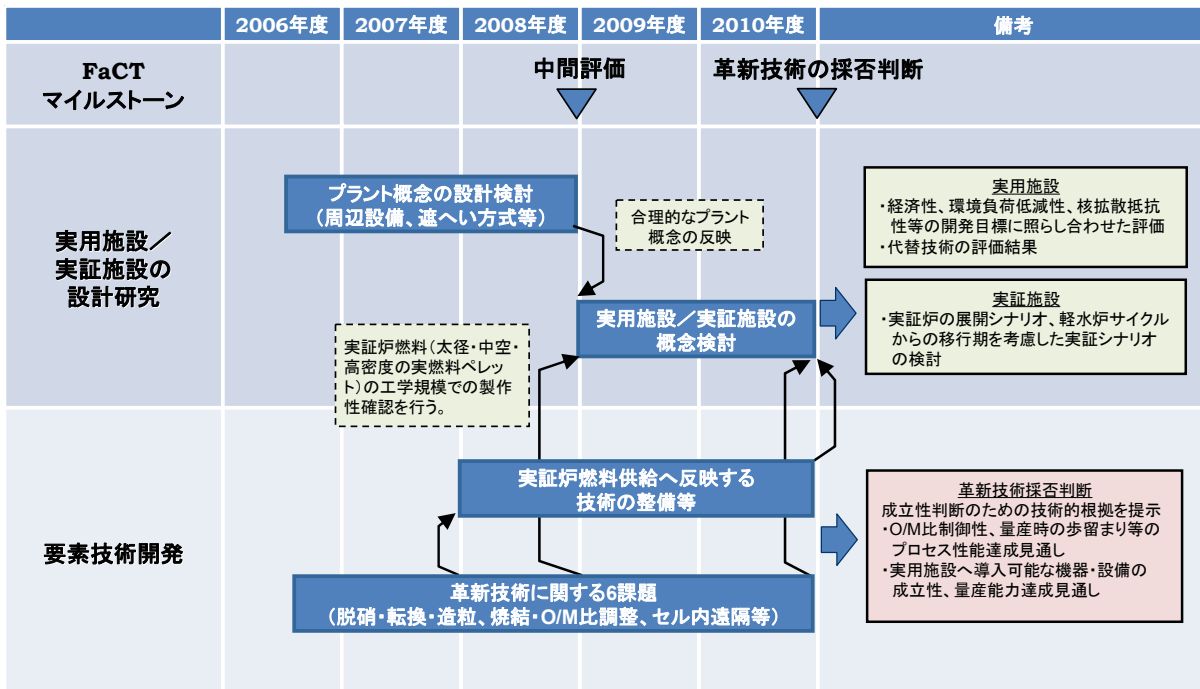 2006年度 2007年度 2008年度 2009年度 2010年度 備考
FaCT
マイルストーン
中間評価
革新技術の採否判断
実用施設／
実証施設の
設計研究
プラント概念の設計検討
（周辺設備、遮へい方式等）
合理的なプラント
概念の反映
実用施設／実証施設の
概念検討
実証炉燃料（太径・中空・
高密度の実燃料ペレッ
ト）の工学規模での製作
性確認を行う。
実用施設
・経済性、環境負荷低減性、核拡散抵抗
性等の開発目標に照らし合わせた評価
・代替技術の評価結果
実証施設
・実証炉の展開シナリオ、軽水炉サイクル
からの移行期を考慮した実証シナリオ
の検討
要素技術開発
実証炉燃料供給へ反映する
技術の整備等
革新技術に関する6課題
（脱硝・転換・造粒、焼結・O/M比調整、セル内遠隔等）
革新技術採否判断
成立性判断のための技術的根拠を提示
・O/M比制御性、量産時の歩留まり等の
プロセス性能達成見通し
・実用施設へ導入可能な機器・設備の
成立性、量産能力達成見通し